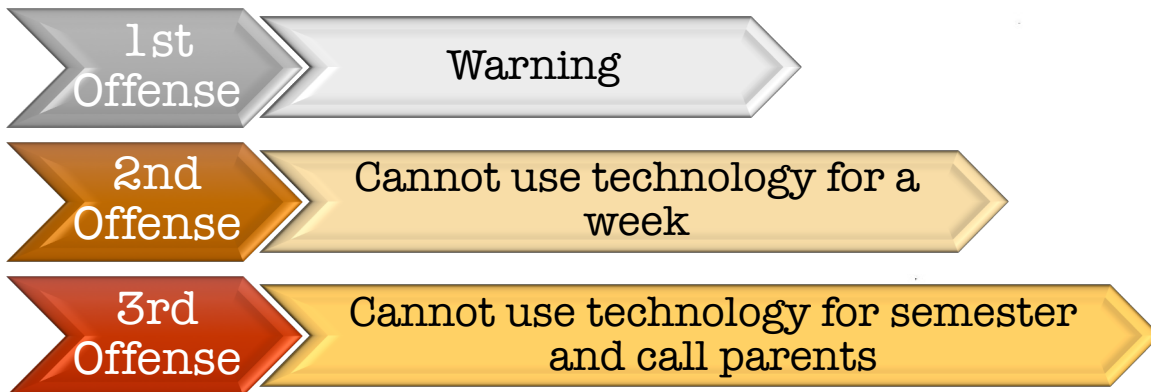 1st
Offense
Warning
2nd
Offense
Cannot use technology for a
week
3rd
Offense
Cannot use technology for semester
and call parents